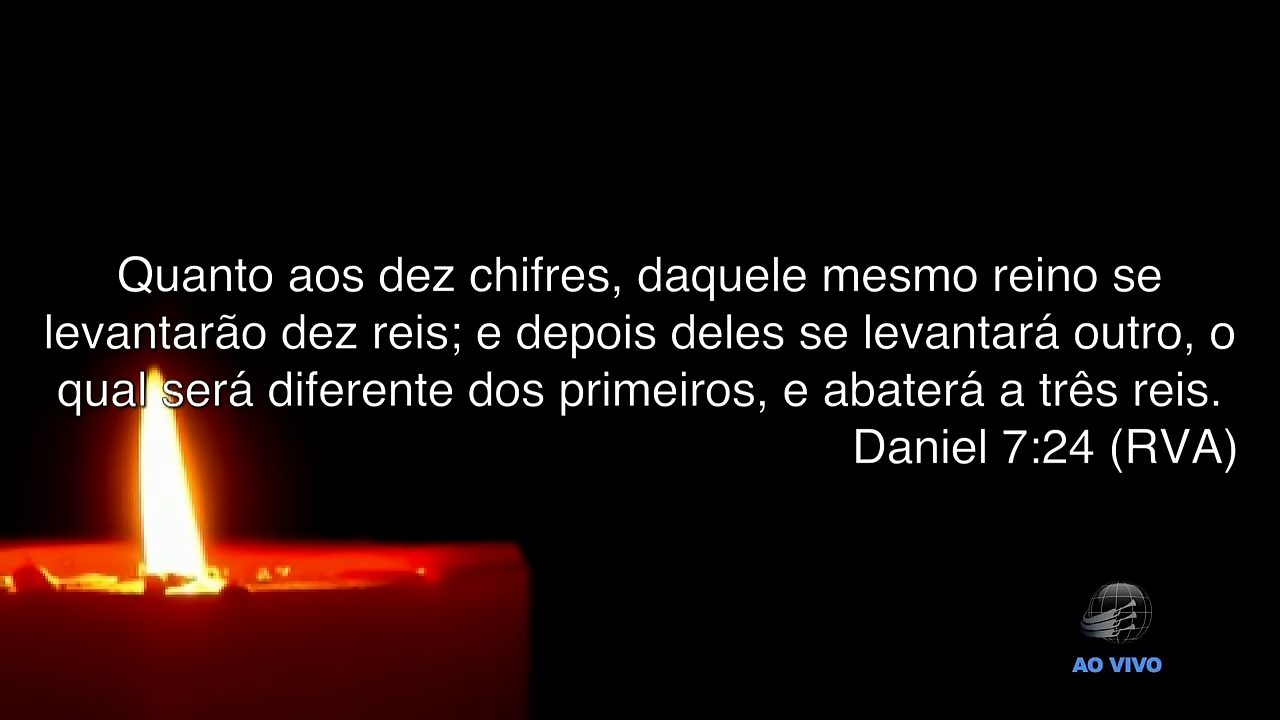 Quanto aos dez chifres, daquele mesmo reino se
levantarão dez reis; e depois deles se levantará outro, o
qual será diferente dos primeiros, e abaterá a três reis.
Daniel 7:24 (RVA)
AO VIVO